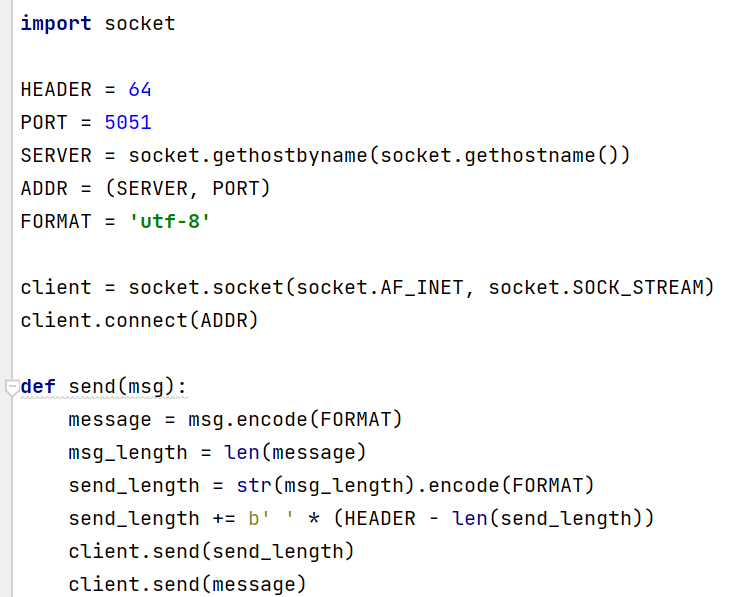 import socket

HEADER = 64
PORT = 5051
SERVER = socket.gethostbyname(socket.gethostname())
ADDR = (SERVER, PORT)
FORMAT = 'utf-8'

client = socket.socket(socket.AF_INET, socket.SOCK_STREAM)
client.connect(ADDR)

def send(msg):
    message = msg.encode(FORMAT)
    msg_length = len(message)
    send_length = str(msg_length).encode(FORMAT)
    send_length += b' ' * (HEADER - len(send_length))
    client.send(send_length)
    client.send(message)